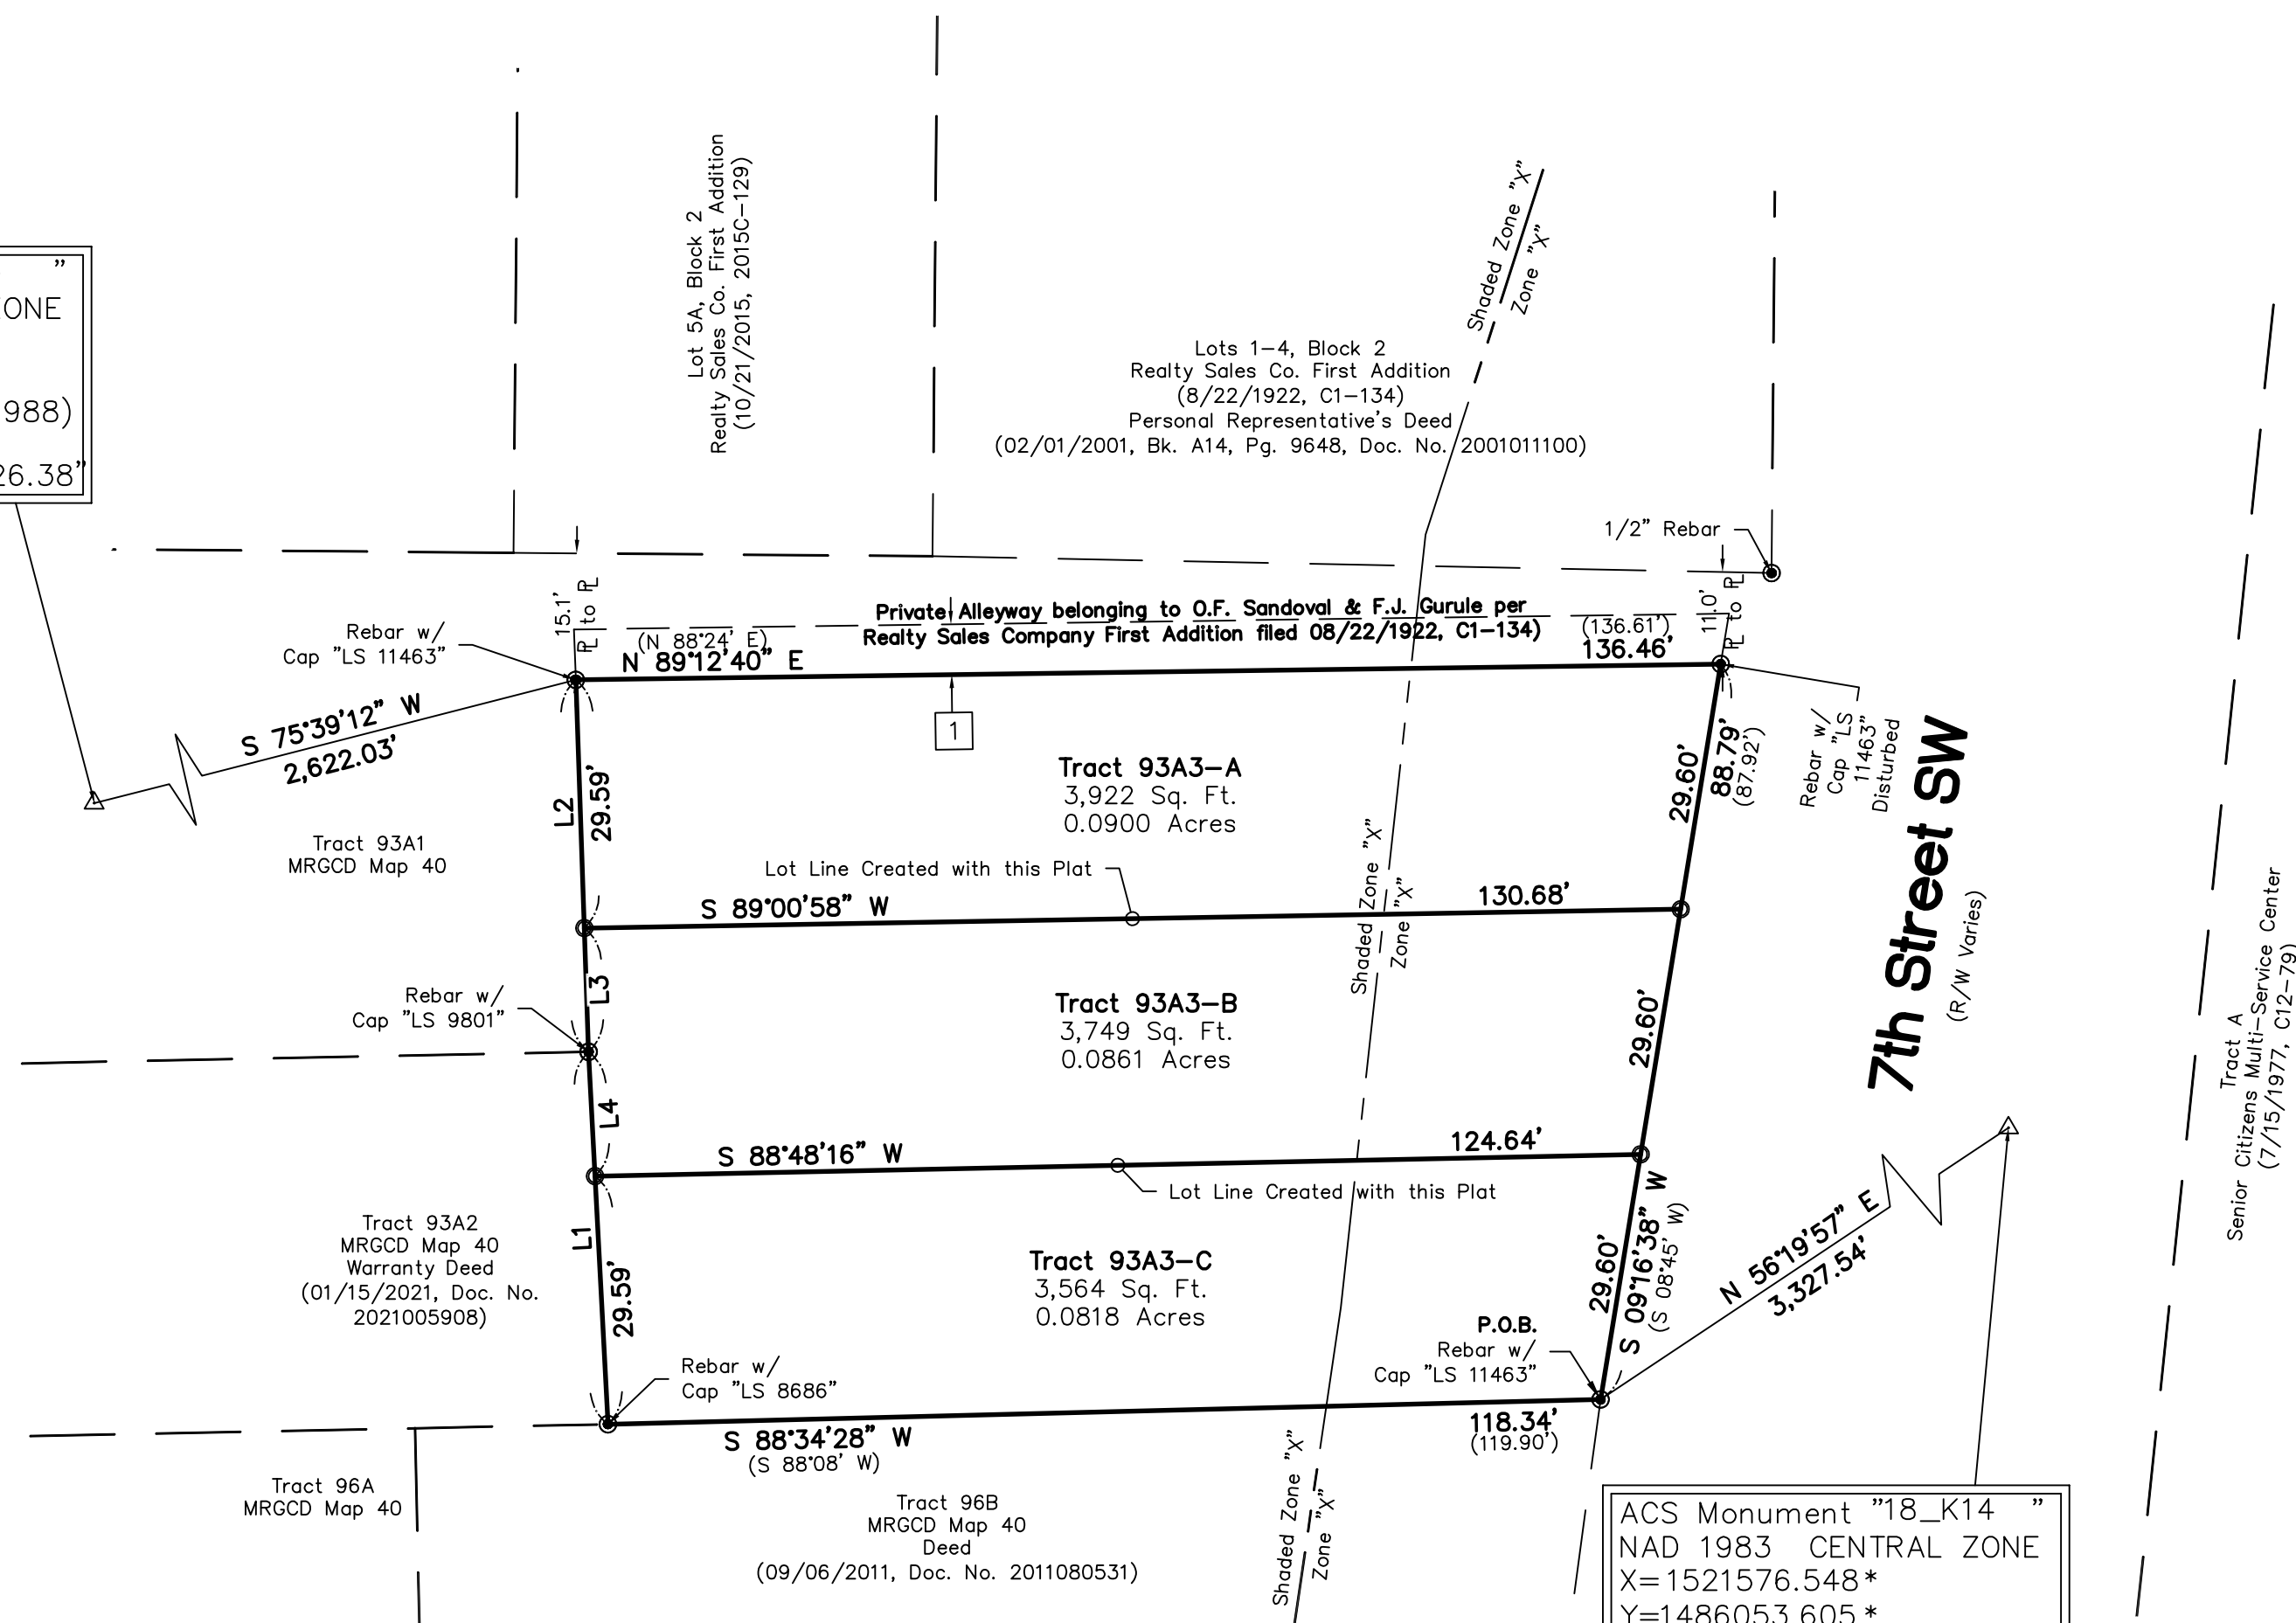 "
ONE
988)
26.38"
Lot 5A, Block 2
Realty Sales Co. First Addition
(10/21/2015, 2015C-129)
Lots 1-4, Block 2
Realty Sales Co. First Addition
(8/22/1922, C1-134)
Personal Representative's Deed
(02/01/2001, Bk. A14, Pg. 9648, Doc. No. 2001011100)
Shaded Zone "X"
Zone "X"
1/2" Rebar
15.1'
PL to PL
11.0'
PL to PL
Private Alleyway belonging to O.F. Sandoval & F.J. Gurule per
Realty Sales Company First Addition filed 08/22/1922, C1-134)
(N 88°24' E)
N 89°12'40" E
(136.61')
136.46'
Rebar w/
Cap "LS 11463"
S 75°39'12" W
2,622.03'
1
Rebar w/
Cap "LS
11463"
Disturbed
Tract 93A1
MRGCD Map 40
L2
29.59'
Tract 93A3-A
3,922 Sq. Ft.
0.0900 Acres
29.60'
88.79'
(87.92')
7th Street SW
(R/W Varies)
Lot Line Created with this Plat
S 89°00'58" W
130.68'
Shaded Zone "X"
Zone "X"
Rebar w/
Cap "LS 9801"
L3
L4
Tract 93A3-B
3,749 Sq. Ft.
0.0861 Acres
29.60'
Tract A
Senior Citizens Multi-Service Center
(7/15/1977, C12-79)
S 88°48'16" W
124.64'
Lot Line Created with this Plat
Tract 93A2
MRGCD Map 40
Warranty Deed
(01/15/2021, Doc. No.
2021005908)
L1
29.59'
Tract 93A3-C
3,564 Sq. Ft.
0.0818 Acres
29.60'
S 09°16'38" W
(S 08°45' W)
N 56°19'57" E
3,327.54'
P.O.B.
Rebar w/
Cap "LS 11463"
Rebar w/
Cap "LS 8686"
S 88°34'28" W
(S 88°08' W)
118.34'
(119.90')
Shaded Zone "X"
Zone "X"
Tract 96A
MRGCD Map 40
Tract 96B
MRGCD Map 40
Deed
(09/06/2011, Doc. No. 2011080531)
ACS Monument "18_K14 "
NAD 1983 CENTRAL ZONE
X=1521576.548*
Y=1486053.605*